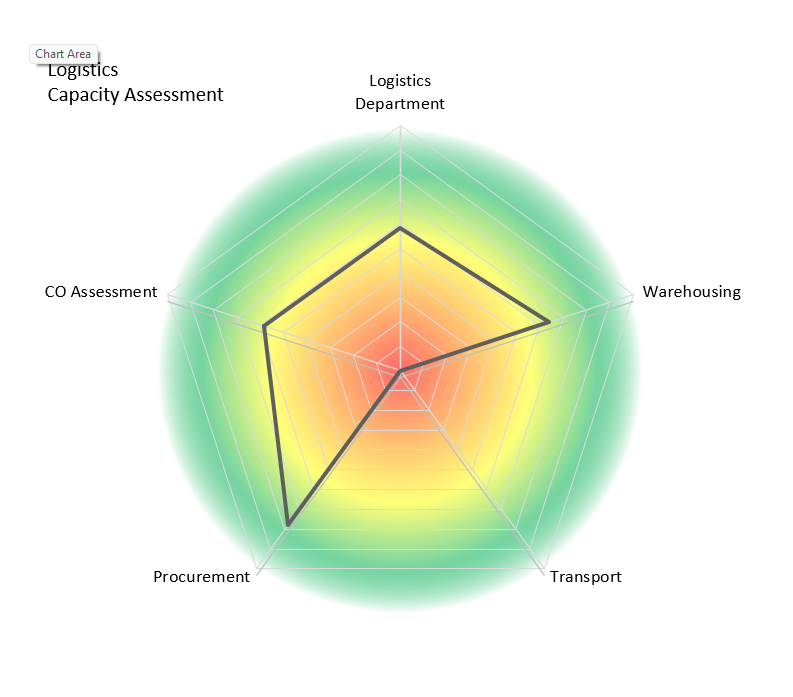 Chart Area
Logistics
Capacity Assessment
Logistics
Department
CO Assessment
Warehousing
Procurement
Transport